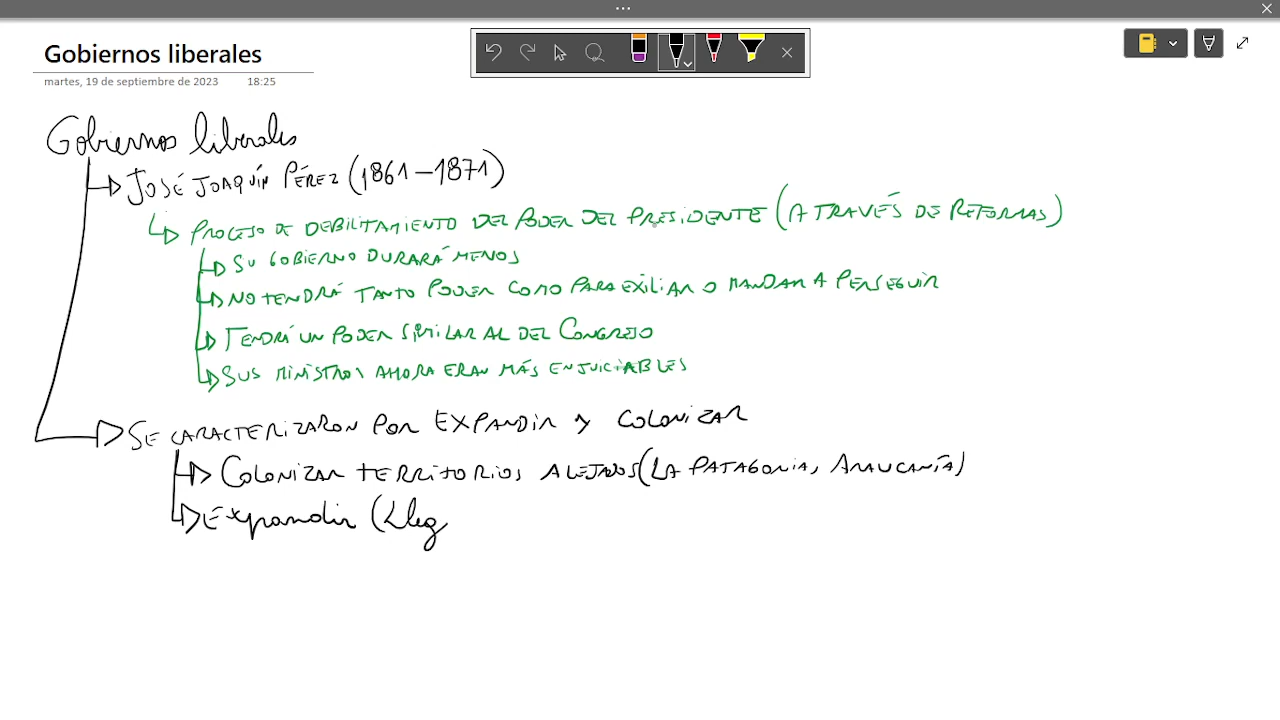 Gobiernos liberales
martes, 19 de septiembre de 2023 18:25
Gobiernos liberales
JOSÉ JOAQUÍN PÉREZ (1861-1871)
PROCESO DE DEBILITAMIENTO DEL PODER DEL PRESIDENTE (A TRAVÉS DE REFORMAS)
SU GOBIERNO DURARÁ MENOS
NO TENDRÁ TANTO PODER COMO PARA EXILIAR O MANDAR A PERSEGUIR
TENDRÁ UN PODER SIMILAR AL DEL CONGRESO
SUS MINISTROS AHORA ERAN MÁS ENJUICIABLES
SE CARACTERIZARON POR EXPANDIR Y COLONIZAR
COLONIZAR TERRITORIOS ALEJADOS (LA PATAGONIA, ARAUCANÍA)
Expandir (Lleg